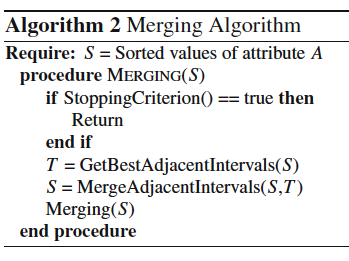 Algorithm 2 Merging Algorithm
Require: S = Sorted values of attribute A
procedure MERGING(S)
if StoppingCriterion() == true then
Return
end if
T = GetBestAdjacentIntervals(S)
S = MergeAdjacentIntervals(S,T)
Merging(S)
end procedure